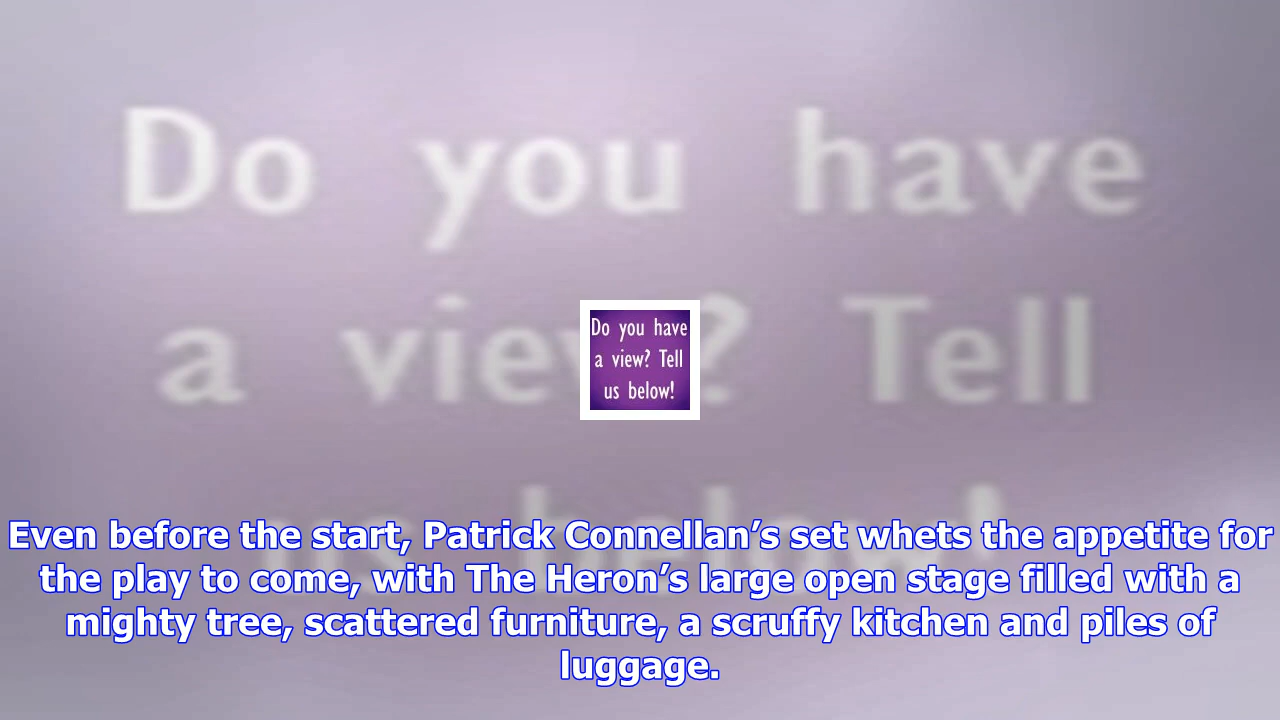 Do you have
a view? Tell
Do you have
a view? Tell
us below!
us below!
Even before the start, Patrick Connellan’s set whets the appetite for
the play to come, with The Heron’s large open stage filled with a
mighty tree, scattered furniture, a scruffy kitchen and piles of
luggage.